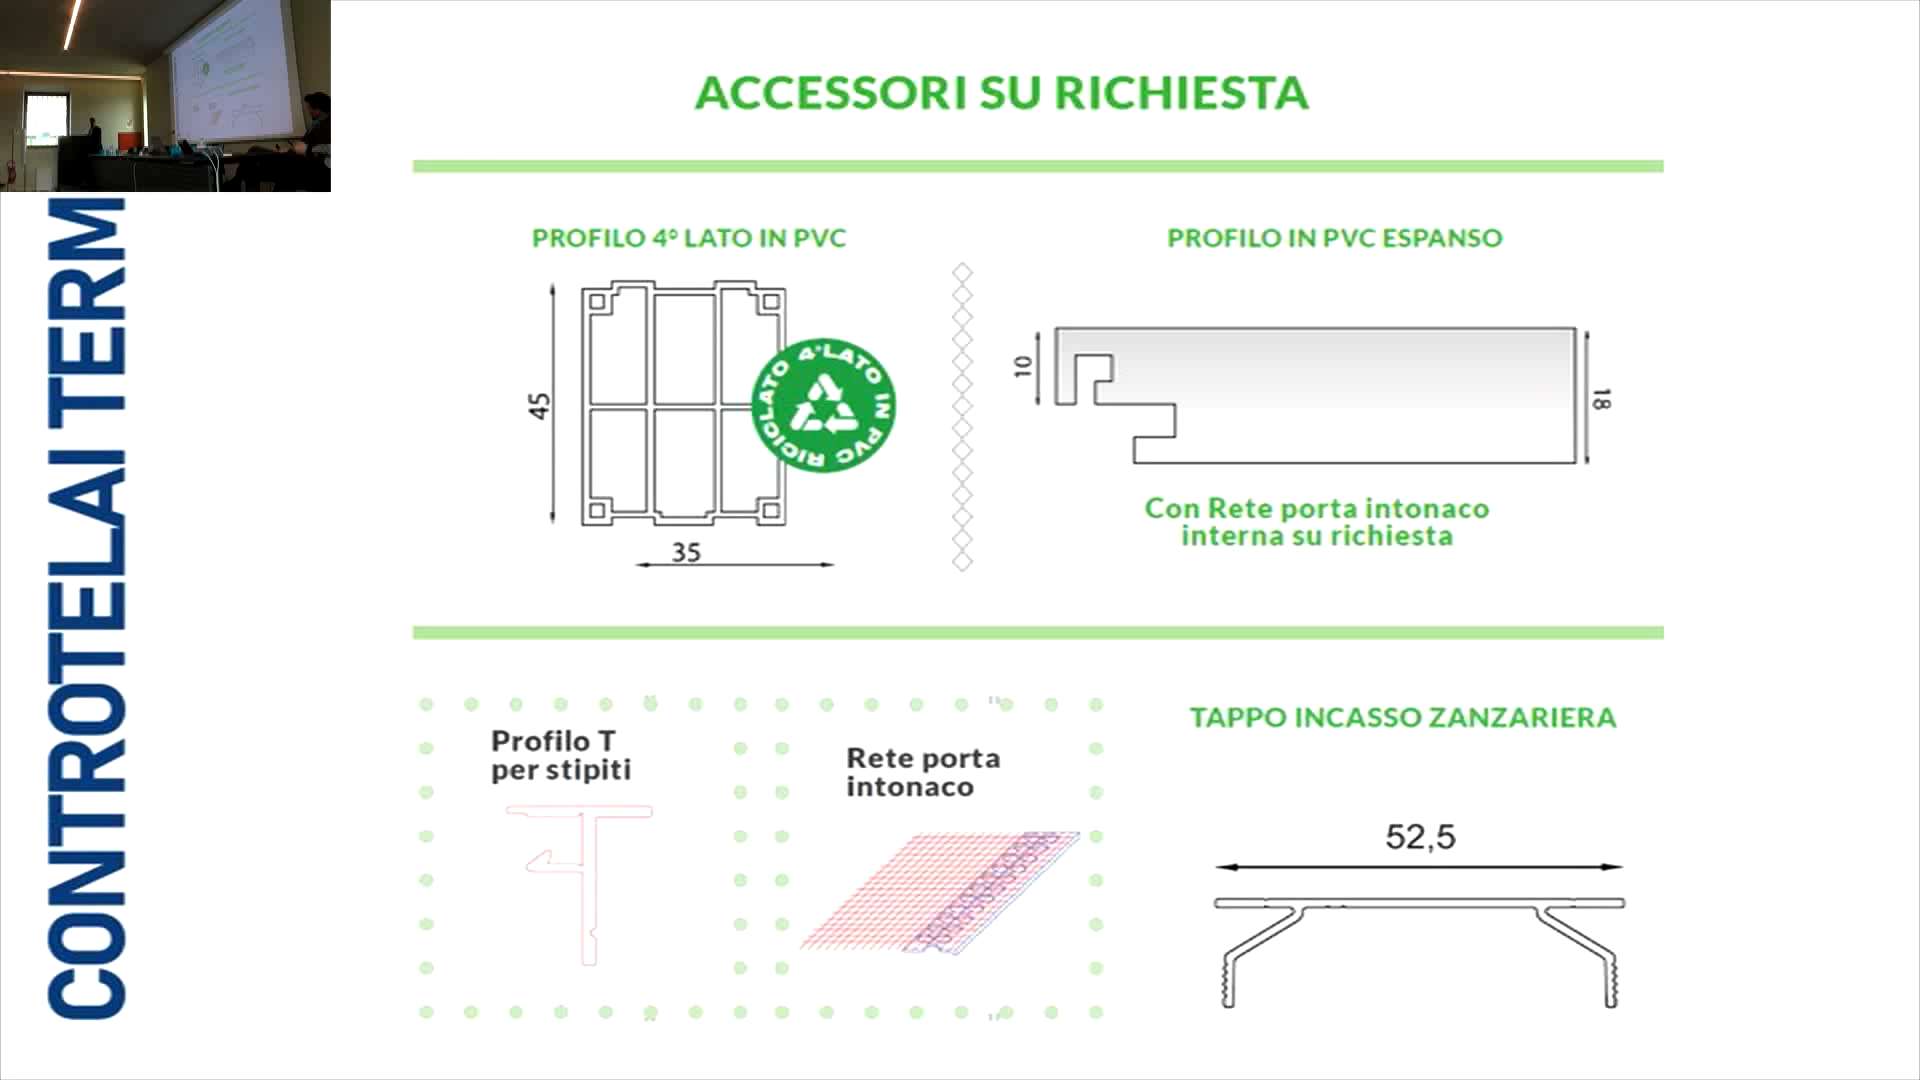 ACCESSORI SU RICHIESTA
CONTROTELAI TERM
PROFILO 4° LATO IN PVC
45
35
4°LATO IN PVC RICICLATO
PROFILO IN PVC ESPANSO
10
18
Con Rete porta intonaco
interna su richiesta
Profilo T
per stipiti
Rete porta
intonaco
TAPPO INCASSO ZANZARIERA
52,5